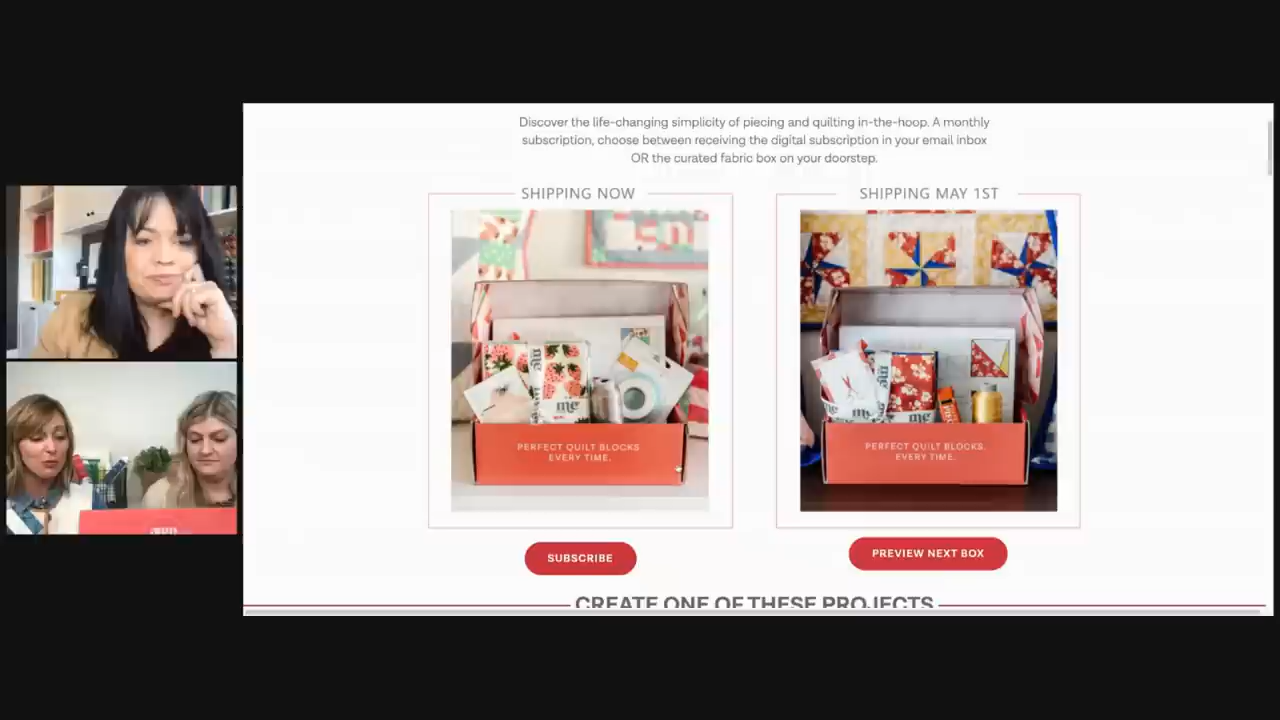 Discover the life-changing simplicity of piecing and quilting in-the-hoop. A monthly
subscription, choose between receiving the digital subscription in your email inbox
OR the curated fabric box on your doorstep.
SHIPPING NOW
SHIPPING MAY 1ST
me
PERFECT QUILT BLOCKS
EVERY TIME.
me
PERFECT QUILT BLOCKS.
EVERY TIME.
SUBSCRIBE
PREVIEW NEXT BOX
CREATE ONE OF THESE PROJECTS